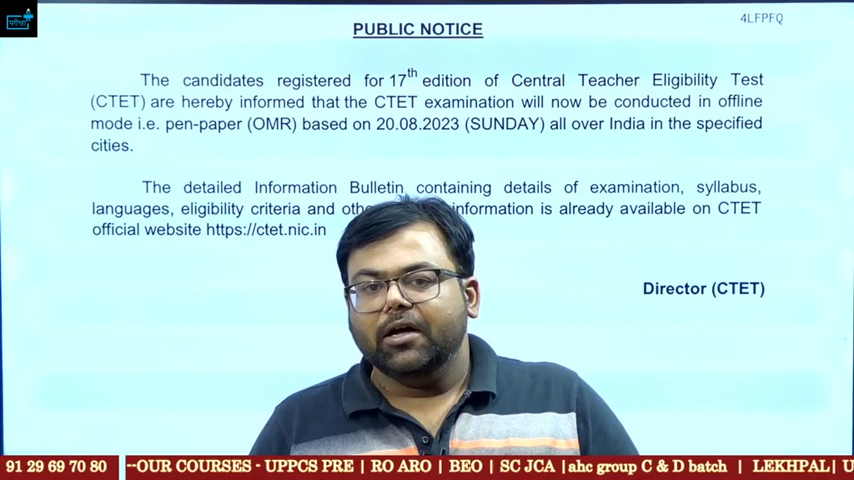 परीक्षा
4LFPFQ
PUBLIC NOTICE
The candidates registered for 17th edition of Central Teacher Eligibility Test
(CTET) are hereby informed that the CTET examination will now be conducted in offline
mode i.e. pen-paper (OMR) based on 20.08.2023 (SUNDAY) all over India in the specified
cities.
The detailed Information Bulletin containing details of examination, syllabus,
languages, eligibility criteria and information is already available on CTET
official website https://ctet.nic.in
Director (CTET)
91 29 69 70 80 --OUR COURSES - UPPCS PRE | RO ARO | BEO | SC JCA |ahc group C & D batch | LEKHPAL| U